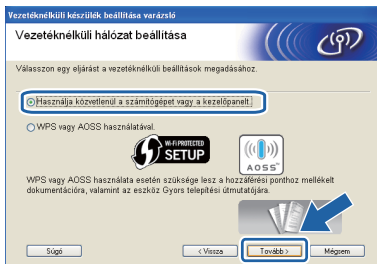 Vezetéknélküli készülék beállítása varázsló
Vezetéknélküli hálózat beállítása
Válasszon egy eljárást a vezetéknélküli beállítások megadásához.
Használja közvetlenül a számítógépet vagy a kezelőpanelt.
WPS vagy AOSS használatával.
Wi-Fi PROTECTED
SETUP
AOSS™
WPS vagy AOSS használata esetén szüksége lesz a hozzáférési ponthoz mellékelt
dokumentációra, valamint az eszköz Gyors telepítési útmutatójára.
Súgó
< Vissza
Tovább >
Mégsem